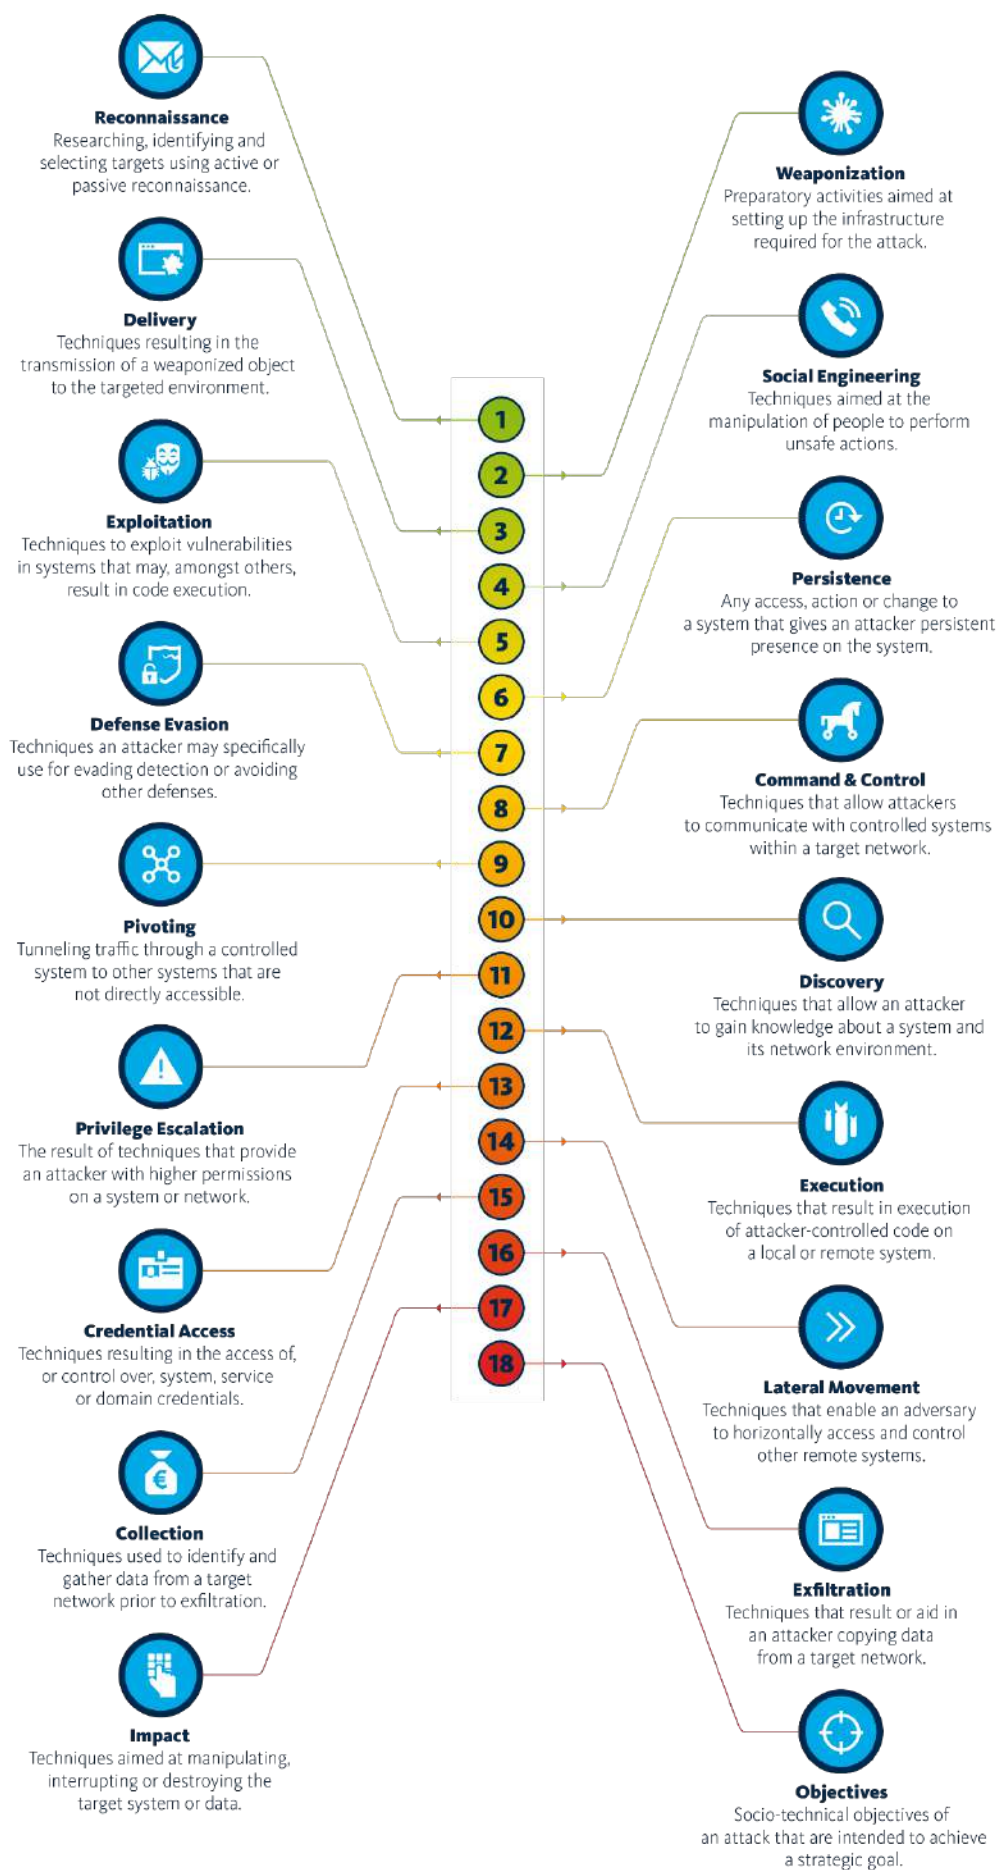 Reconnaissance
Researching, identifying and
selecting targets using active or
passive reconnaissance.
Weaponization
Preparatory activities aimed at
setting up the infrastructure
required for the attack.
Delivery
Techniques resulting in the
transmission of a weaponized object
to the targeted environment.
Social Engineering
Techniques aimed at the
manipulation of people to perform
unsafe actions.
Exploitation
Techniques to exploit vulnerabilities
in systems that may, amongst others,
result in code execution.
Persistence
Any access, action or change to
a system that gives an attacker persistent
presence on the system.
Defense Evasion
Techniques an attacker may specifically
use for evading detection or avoiding
other defenses.
Command & Control
Techniques that allow attackers
to communicate with controlled systems
within a target network.
Pivoting
Tunneling traffic through a controlled
system to other systems that are
not directly accessible.
Discovery
Techniques that allow an attacker
to gain knowledge about a system and
its network environment.
Privilege Escalation
The result of techniques that provide
an attacker with higher permissions
on a system or network.
Execution
Techniques that result in execution
of attacker-controlled code on
a local or remote system.
Credential Access
Techniques resulting in the access of,
or control over, system, service
or domain credentials.
Lateral Movement
Techniques that enable an adversary
to horizontally access and control
other remote systems.
Collection
Techniques used to identify and
gather data from a target
network prior to exfiltration.
Exfiltration
Techniques that result or aid in
an attacker copying data
from a target network.
Impact
Techniques aimed at manipulating,
interrupting or destroying the
target system or data.
Objectives
Socio-technical objectives of
an attack that are intended to achieve
a strategic goal.
1
2
3
4
5
6
7
8
9
10
11
12
13
14
15
16
17
18
€